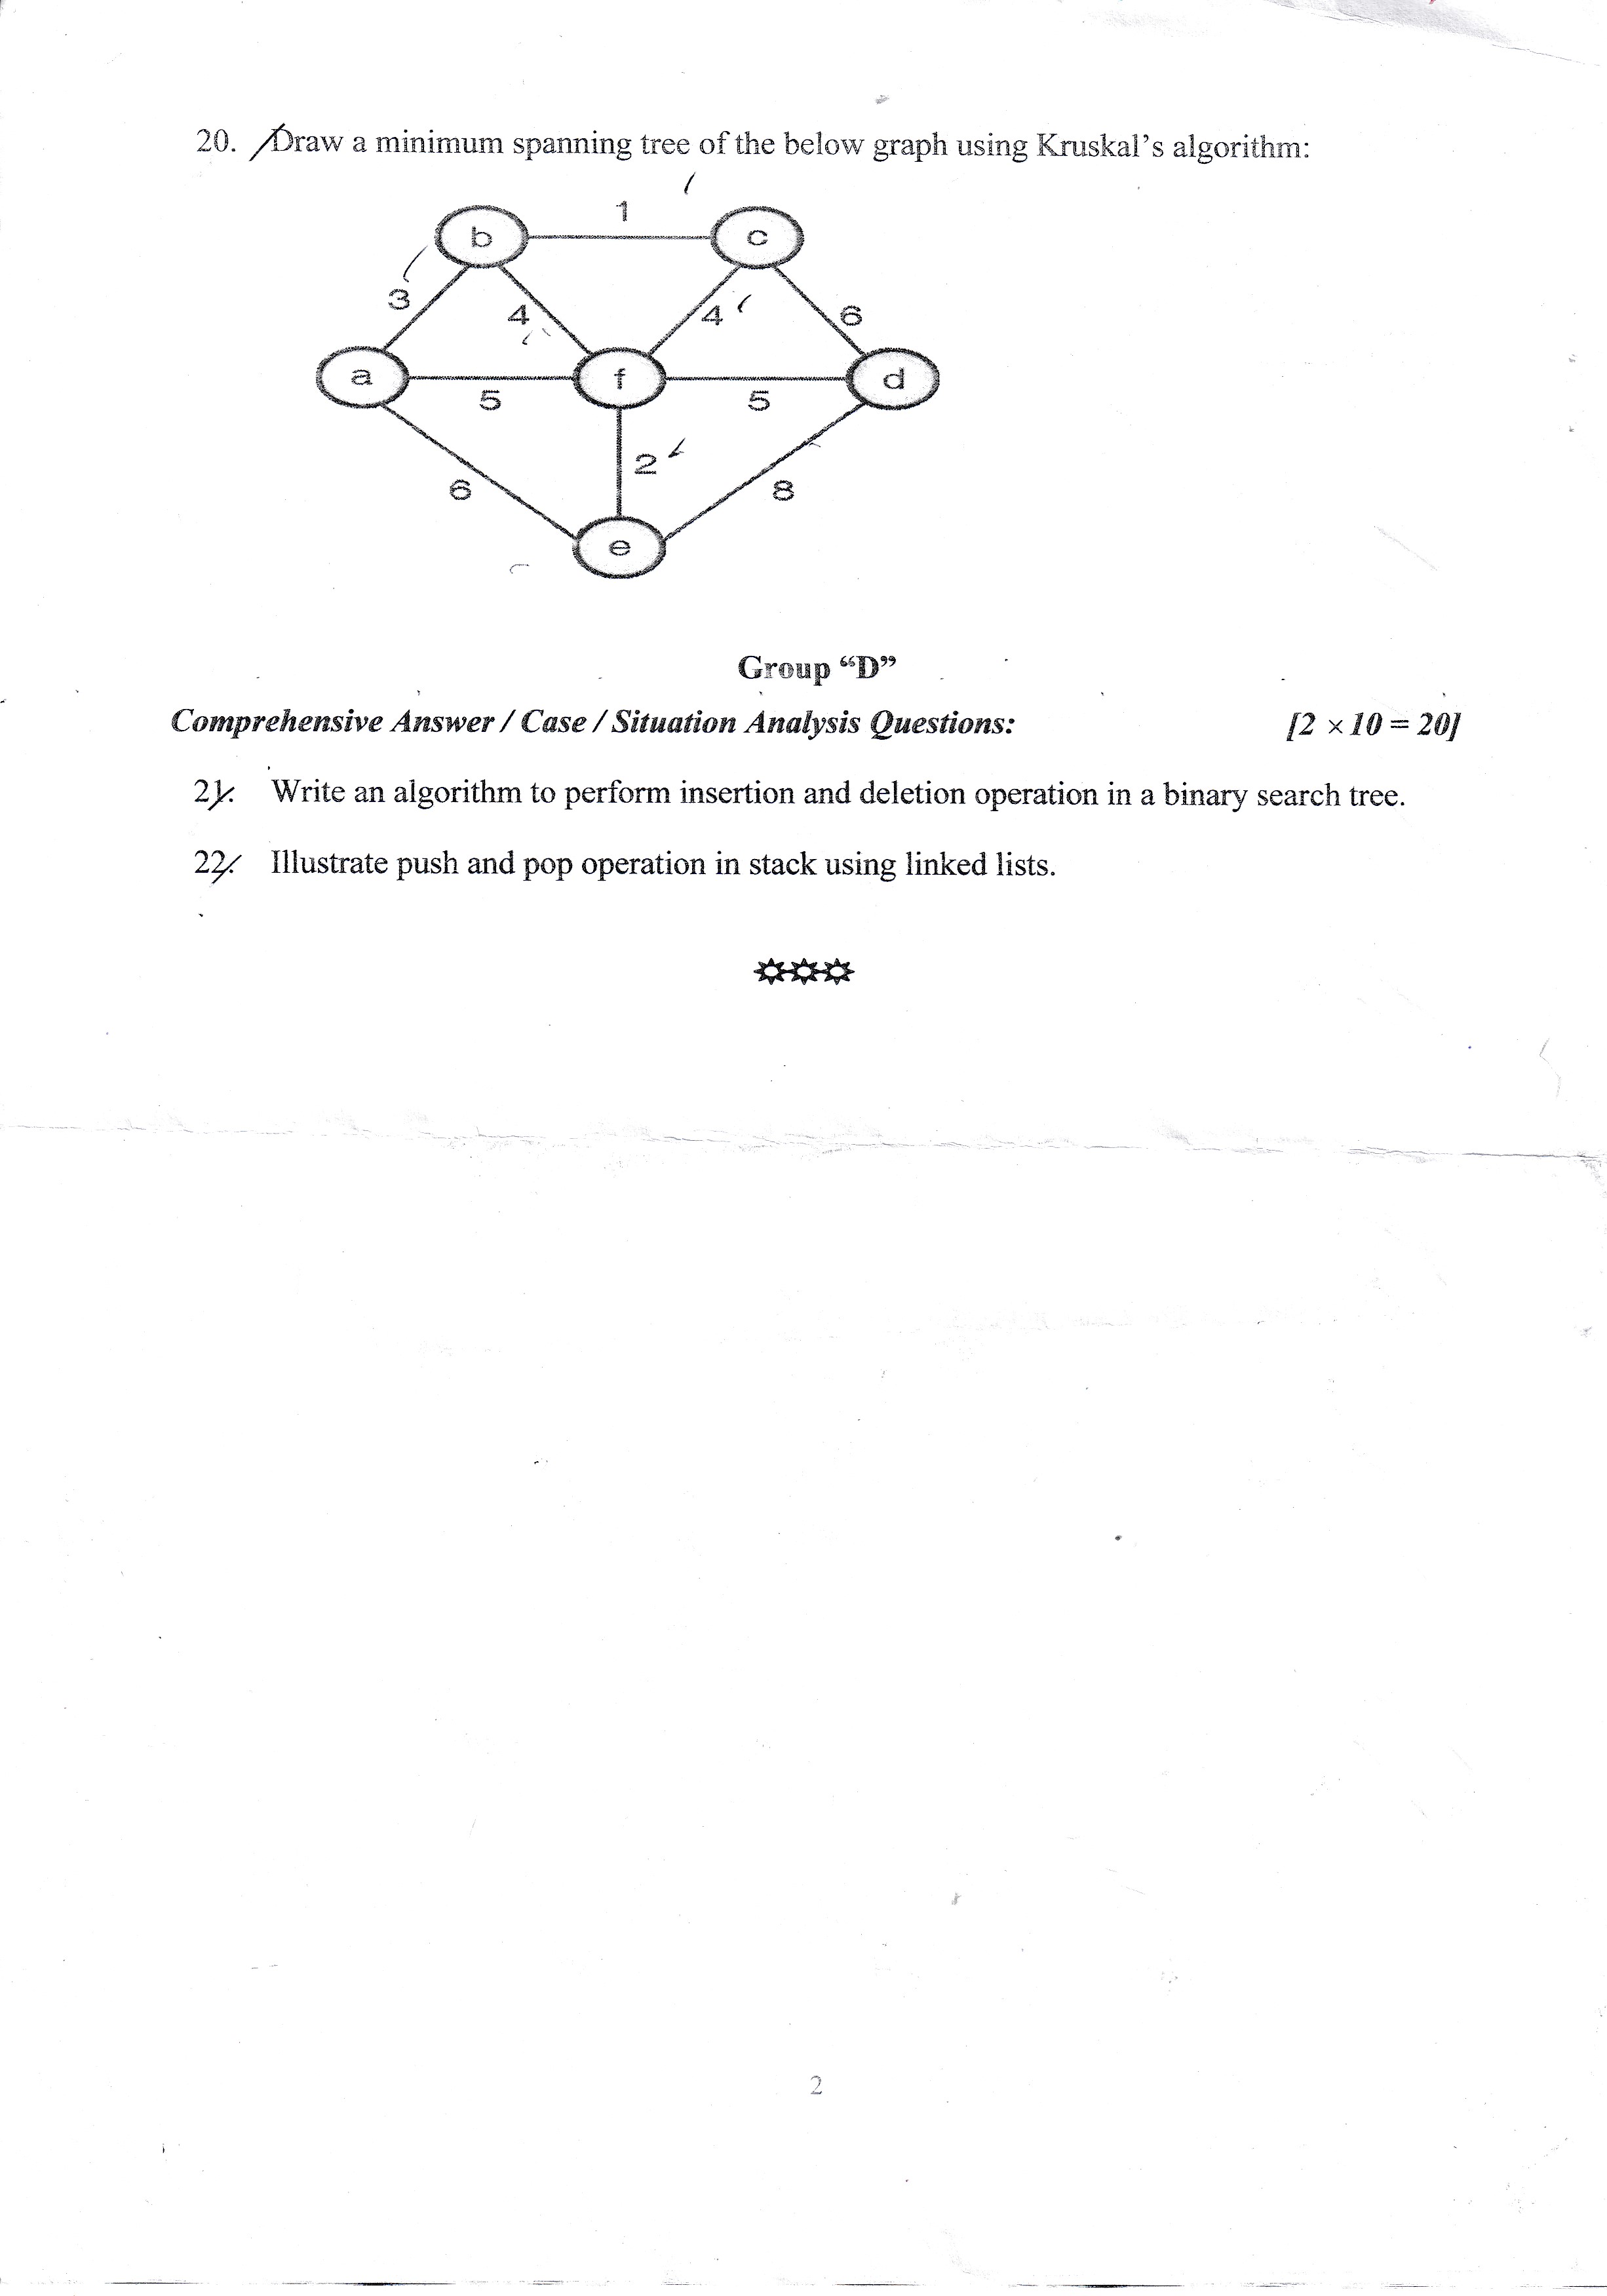 20. Draw a minimum spanning tree of the below graph using Kruskal's algorithm:
1
b c
3 4 4 6
a f d
5 5
2
6 8
e
Group “D”
Comprehensive Answer / Case / Situation Analysis Questions: [2 × 10 = 20]
21. Write an algorithm to perform insertion and deletion operation in a binary search tree.
22. Illustrate push and pop operation in stack using linked lists.
2